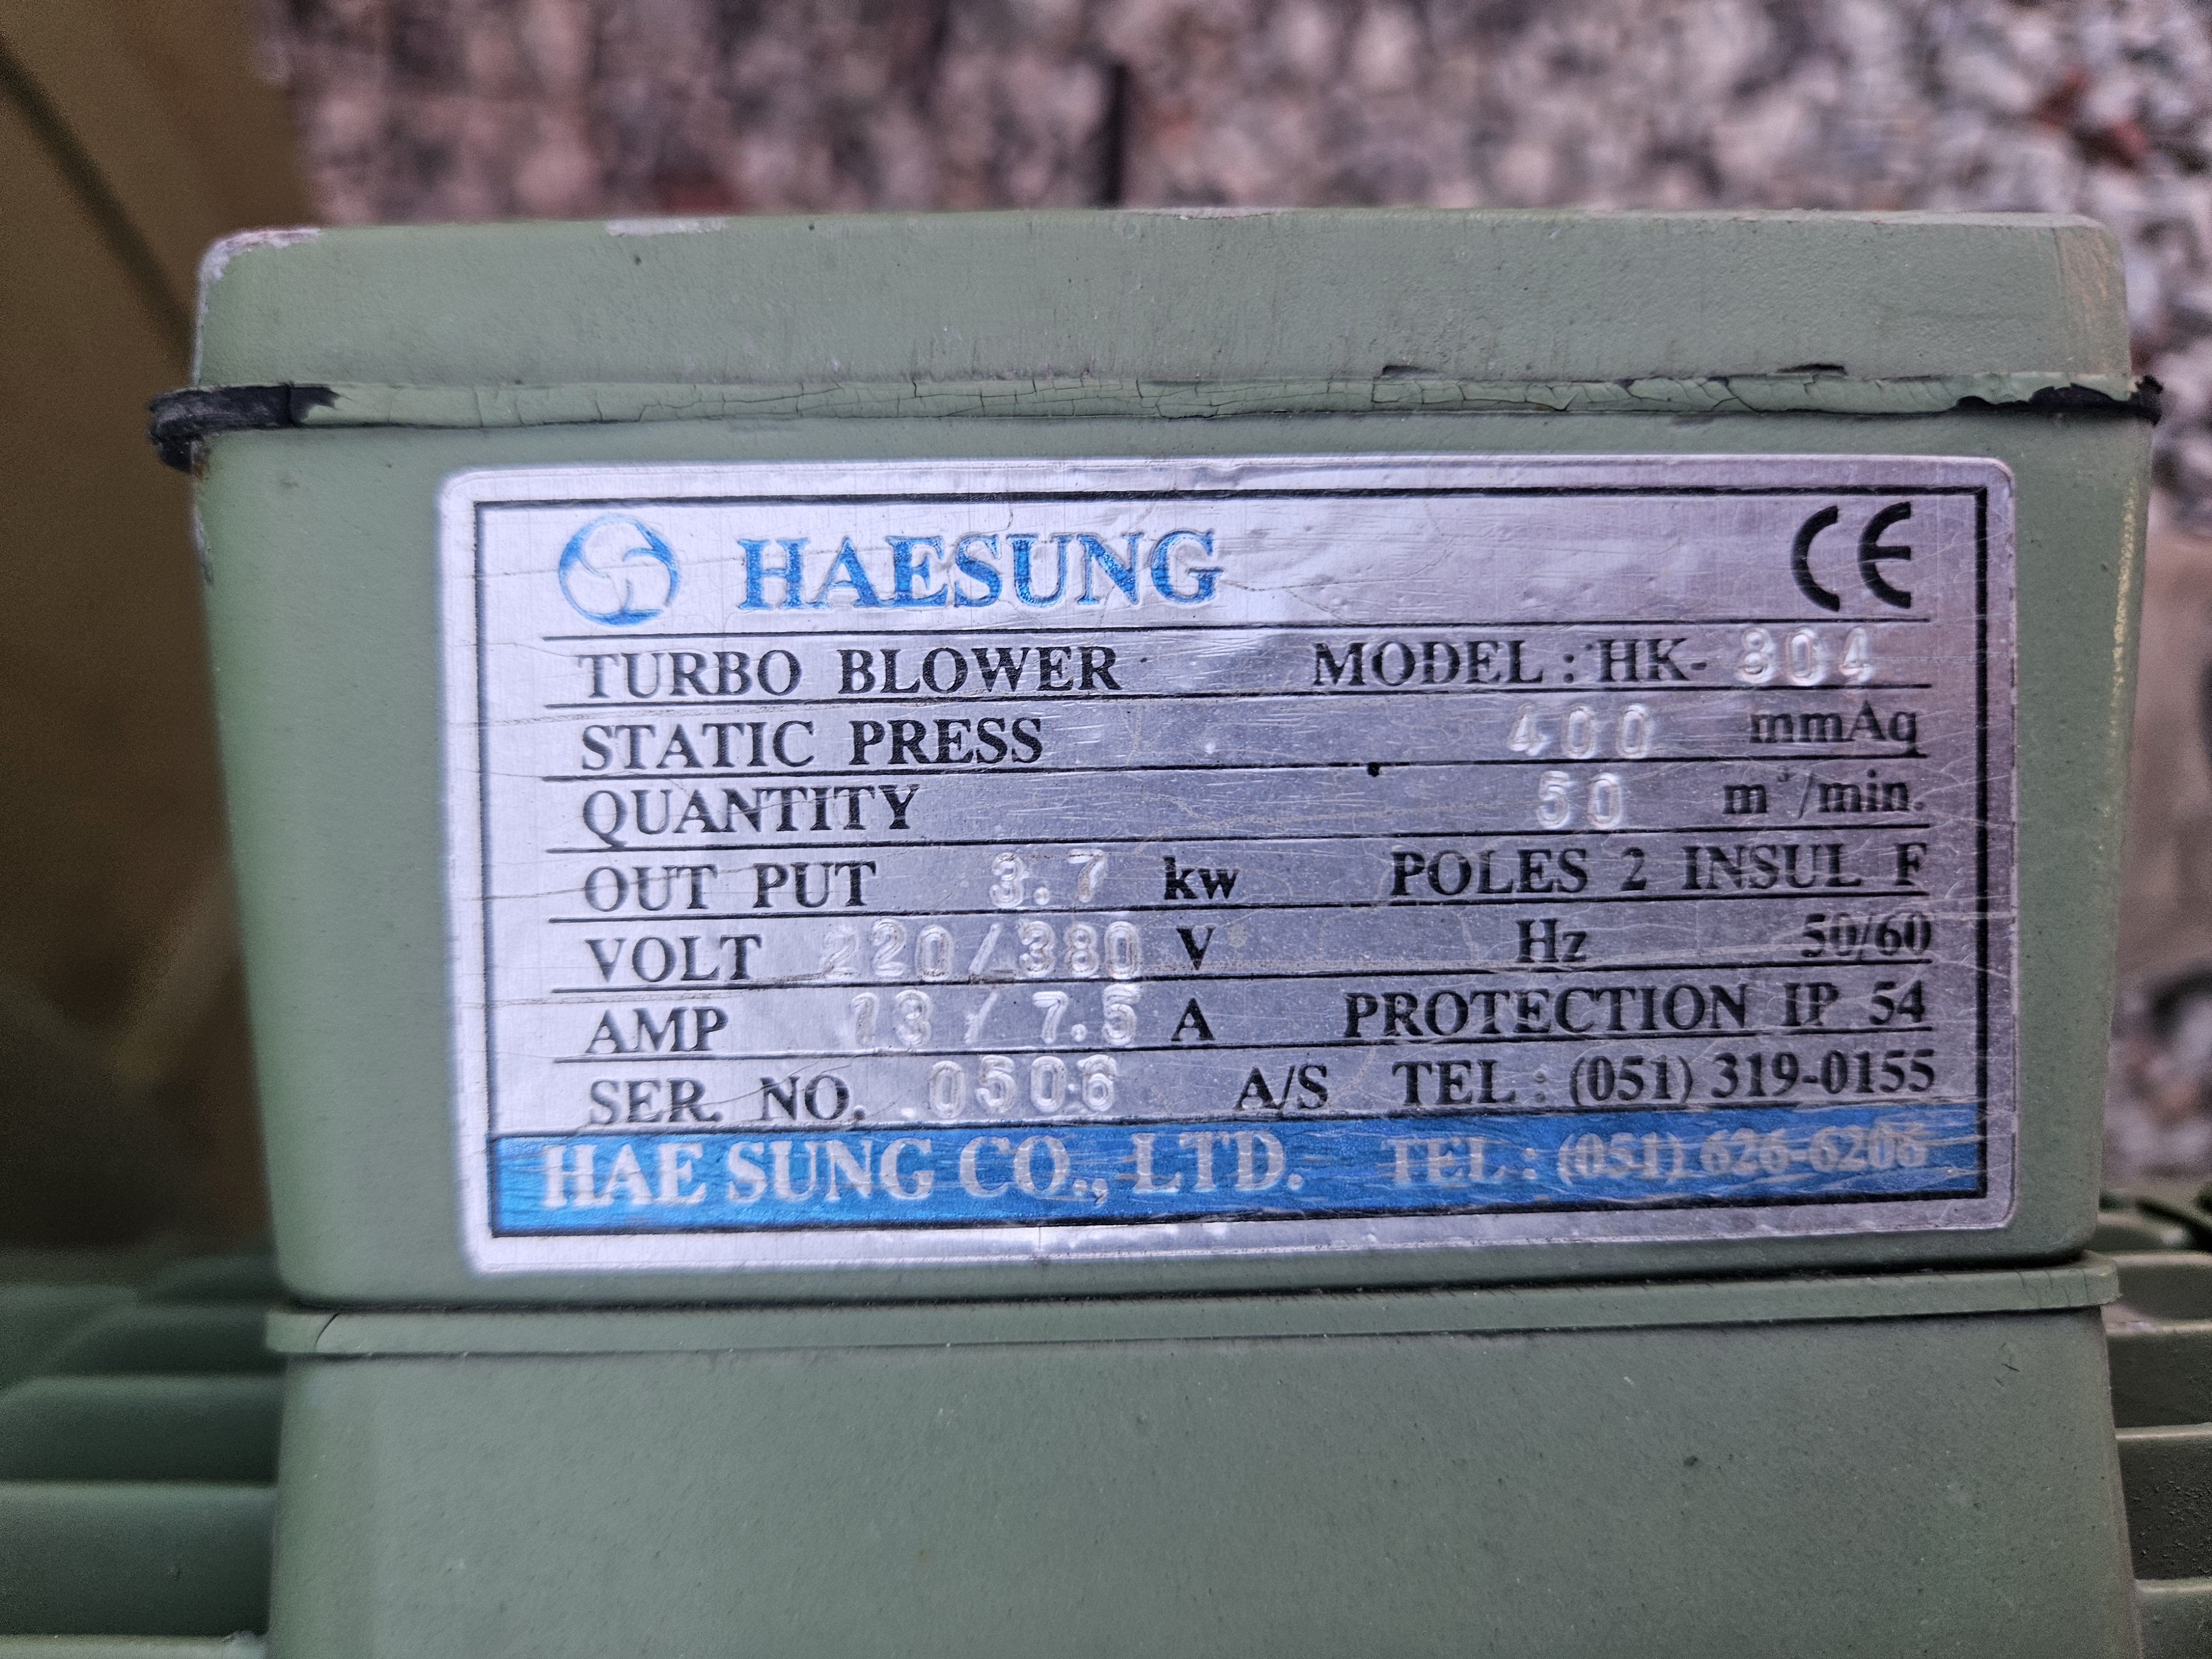 HAESUNG CE
TURBO BLOWER MODEL : HK- 804
STATIC PRESS 400 mmAq
QUANTITY 50 m³/min.
OUT PUT 3.7 kw POLES 2 INSUL F
VOLT 220/380 V Hz 50/60
AMP 13 / 7.5 A PROTECTION IP 54
SER. NO. 0506 A/S TEL : (051) 319-0155
HAE SUNG CO., LTD. TEL : (051) 626-6206